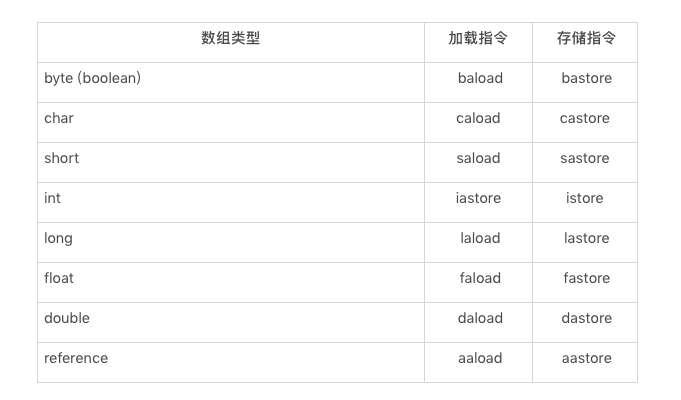 数组类型 加载指令 存储指令
byte (boolean) baload bastore
char caload castore
short saload sastore
int iastore istore
long laload lastore
float faload fastore
double daload dastore
reference aaload aastore